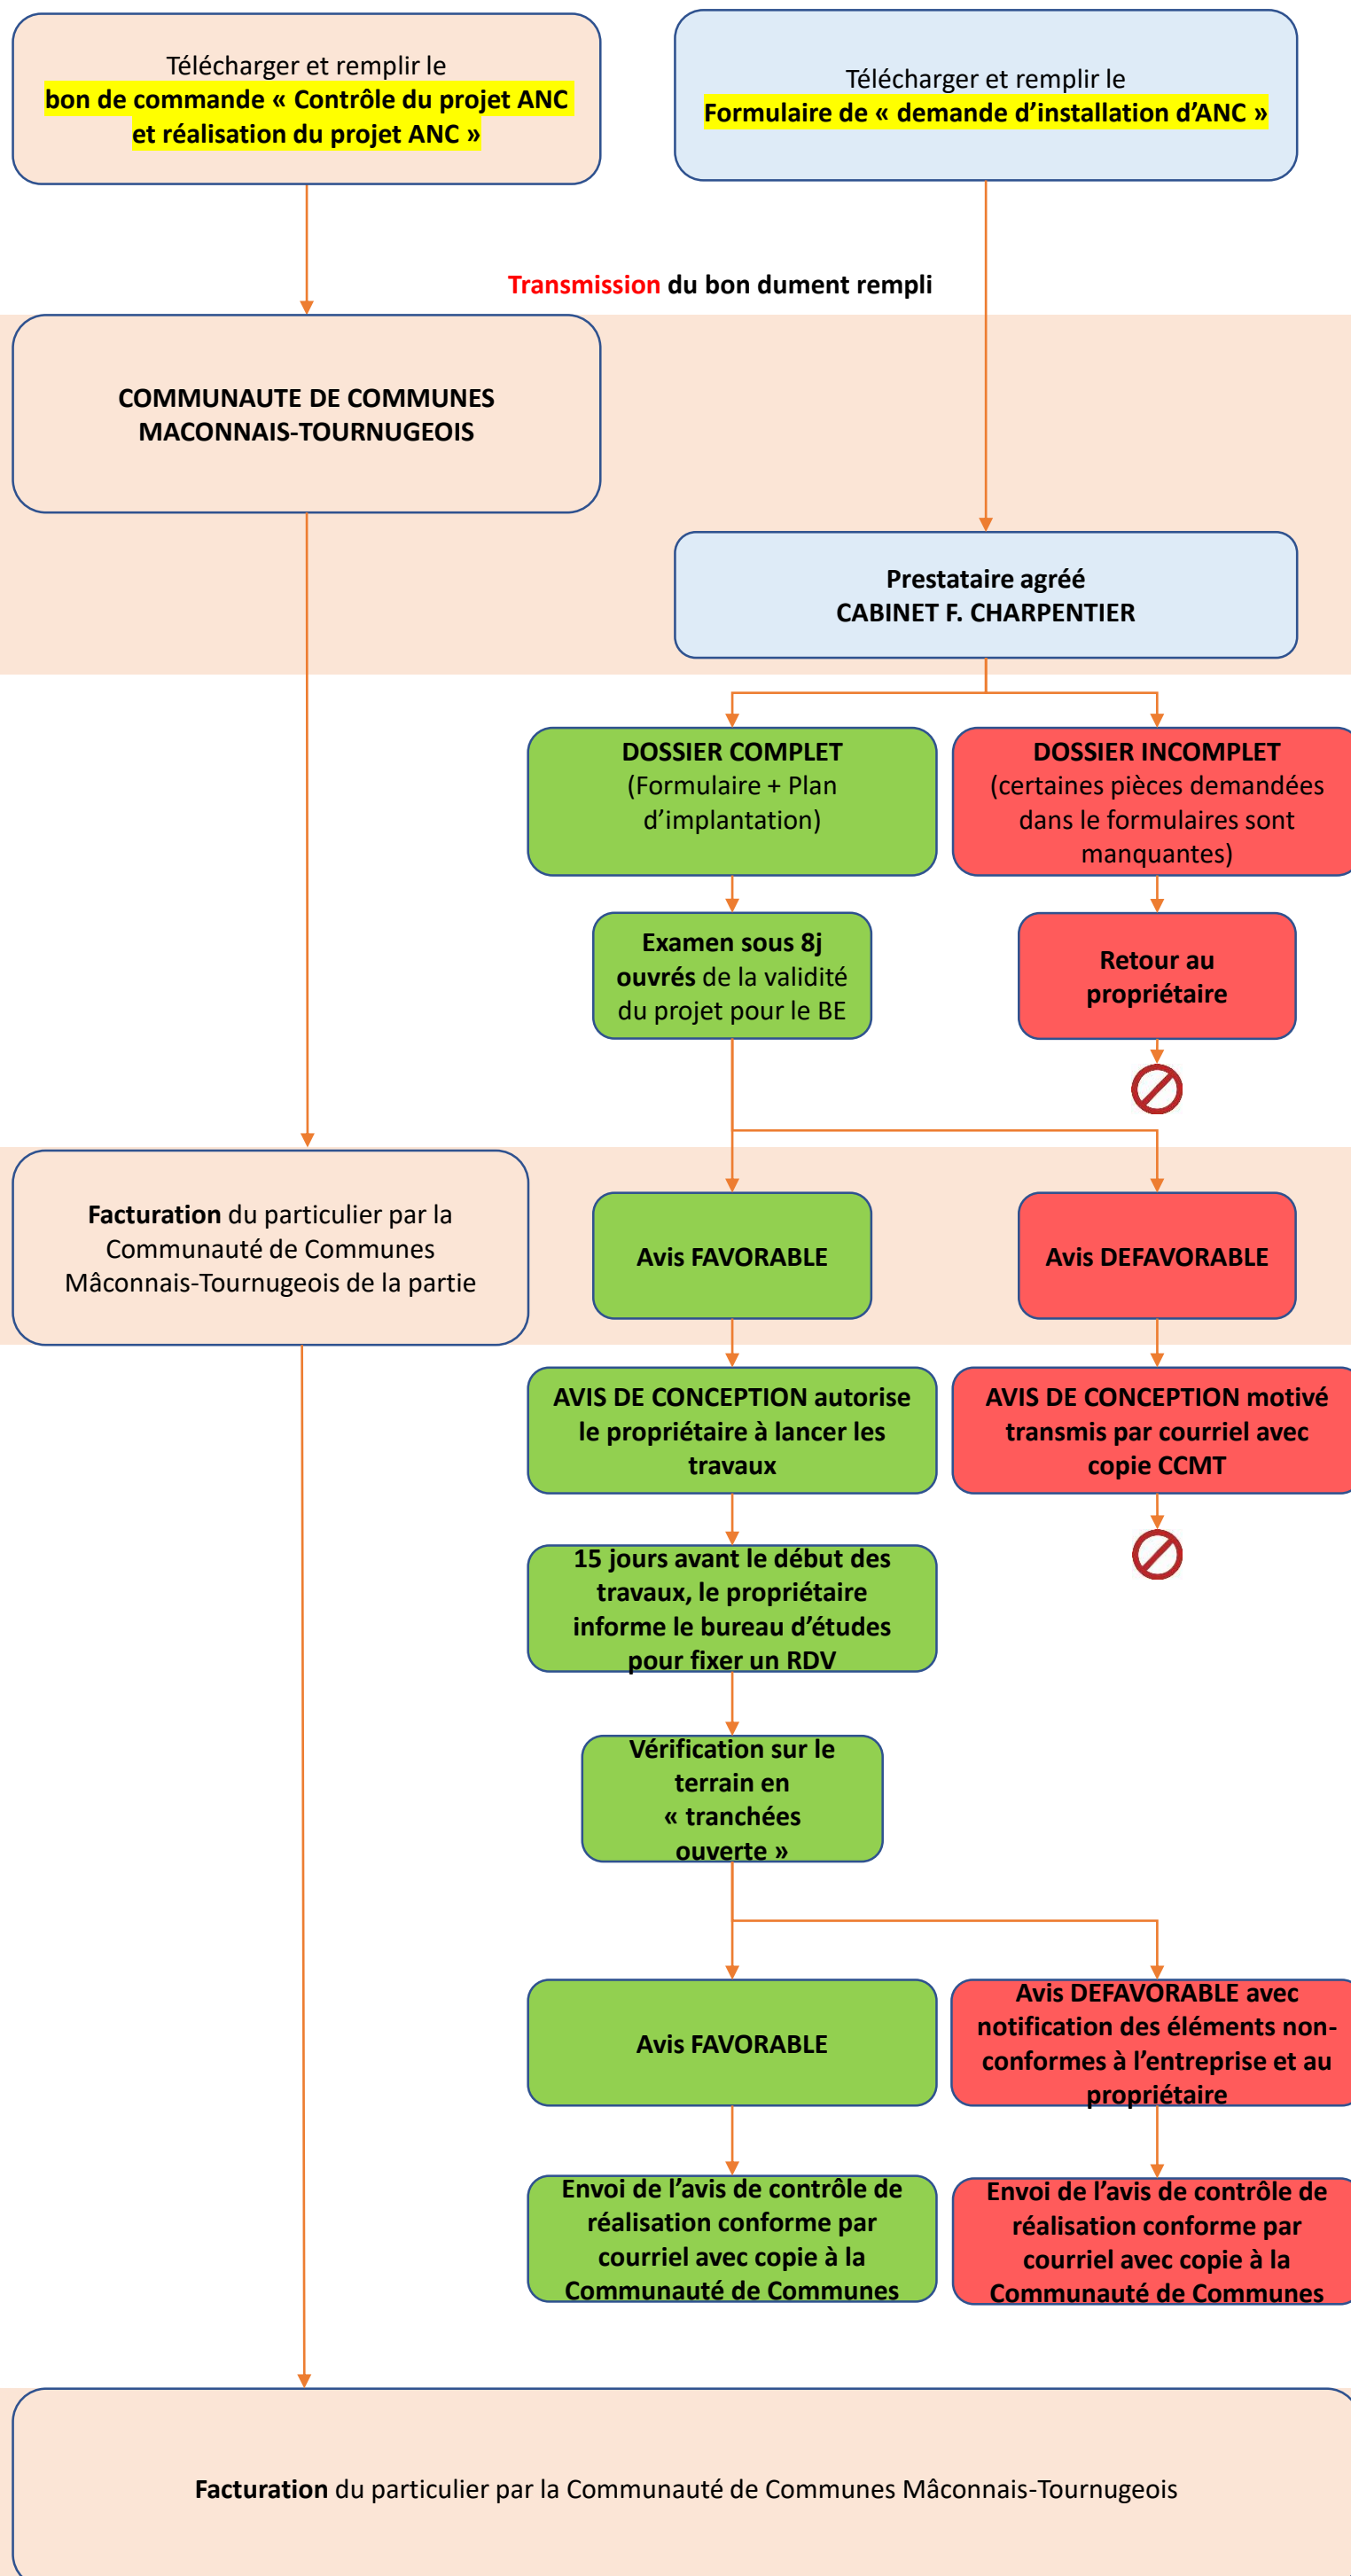 Télécharger et remplir le
bon de commande « Contrôle du projet ANC
et réalisation du projet ANC »
Télécharger et remplir le
Formulaire de « demande d’installation d’ANC »
Transmission du bon dument rempli
COMMUNAUTE DE COMMUNES
MACONNAIS-TOURNUGEOIS
Prestataire agréé
CABINET F. CHARPENTIER
DOSSIER COMPLET
(Formulaire + Plan
d’implantation)
DOSSIER INCOMPLET
(certaines pièces demandées
dans le formulaires sont
manquantes)
Examen sous 8j
ouvrés de la validité
du projet pour le BE
Retour au
propriétaire
Facturation du particulier par la
Communauté de Communes
Mâconnais-Tournugeois de la partie
Avis FAVORABLE
Avis DEFAVORABLE
AVIS DE CONCEPTION autorise
le propriétaire à lancer les
travaux
AVIS DE CONCEPTION motivé
transmis par courriel avec
copie CCMT
15 jours avant le début des
travaux, le propriétaire
informe le bureau d’études
pour fixer un RDV
Vérification sur le
terrain en
« tranchées
ouverte »
Avis FAVORABLE
Avis DEFAVORABLE avec
notification des éléments non-
conformes à l’entreprise et au
propriétaire
Envoi de l’avis de contrôle de
réalisation conforme par
courriel avec copie à la
Communauté de Communes
Envoi de l’avis de contrôle de
réalisation conforme par
courriel avec copie à la
Communauté de Communes
Facturation du particulier par la Communauté de Communes Mâconnais-Tournugeois